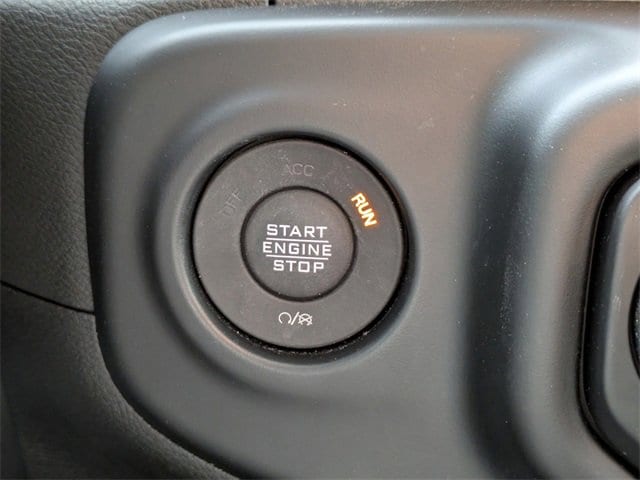 OFF
ACC
RUN
START
ENGINE
STOP